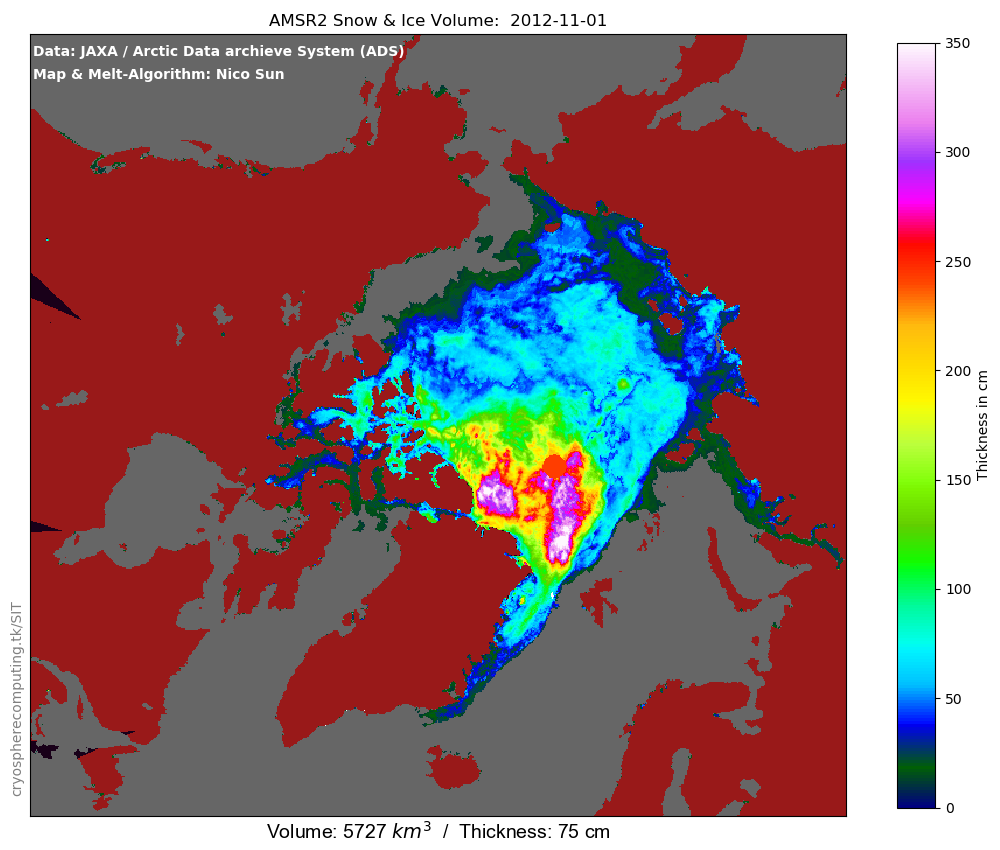 AMSR2 Snow & Ice Volume:  2012-11-01
Data: JAXA / Arctic Data archieve System (ADS)
Map & Melt-Algorithm: Nico Sun
350
300
250
200
150
100
50
0
Thickness in cm
cryospherecomputing.tk/SIT
Volume: 5727 km³  /  Thickness: 75 cm